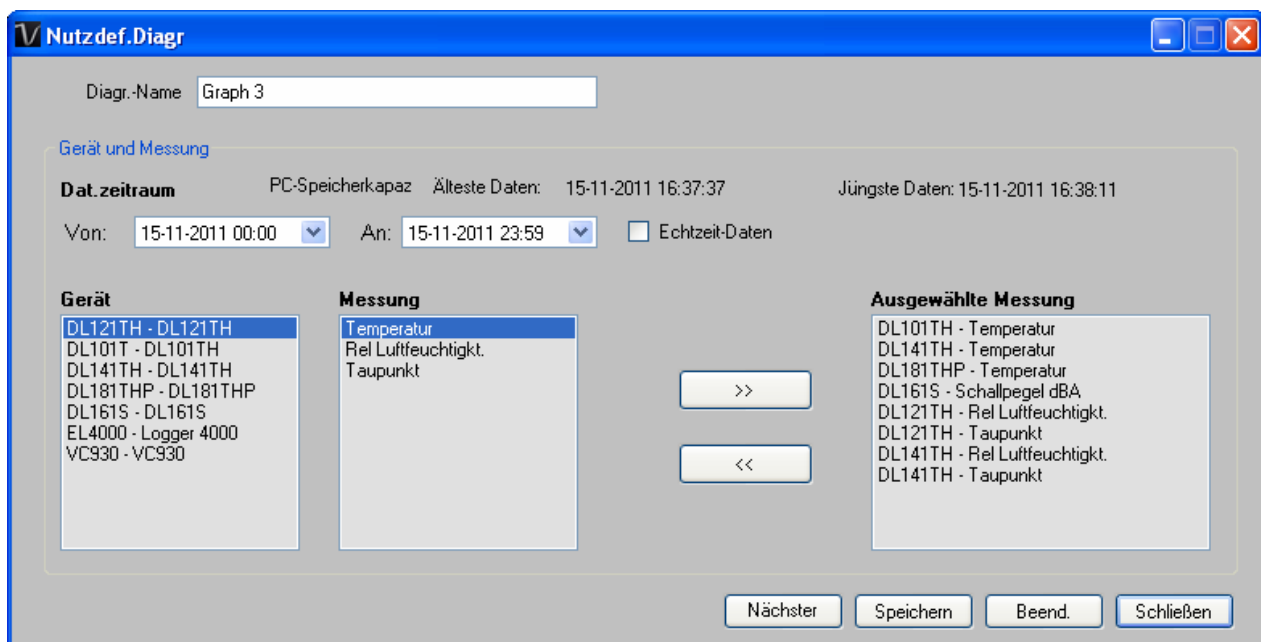 Nutzdef.Diagr
Diagr.-Name Graph 3
Gerät und Messung
Dat.zeitraum PC-Speicherkapaz Älteste Daten: 15-11-2011 16:37:37 Jüngste Daten: 15-11-2011 16:38:11
Von: 15-11-2011 00:00 An: 15-11-2011 23:59 Echtzeit-Daten
Gerät
DL121TH - DL121TH
DL101T - DL101TH
DL141TH - DL141TH
DL181THP - DL181THP
DL161S - DL161S
EL4000 - Logger 4000
VC930 - VC930
Messung
Temperatur
Rel Luftfeuchtigkt.
Taupunkt
>>
<<
Ausgewählte Messung
DL101TH - Temperatur
DL141TH - Temperatur
DL181THP - Temperatur
DL161S - Schallpegel dBA
DL121TH - Rel Luftfeuchtigkt.
DL121TH - Taupunkt
DL141TH - Rel Luftfeuchtigkt.
DL141TH - Taupunkt
Nächster Speichern Beend. Schließen